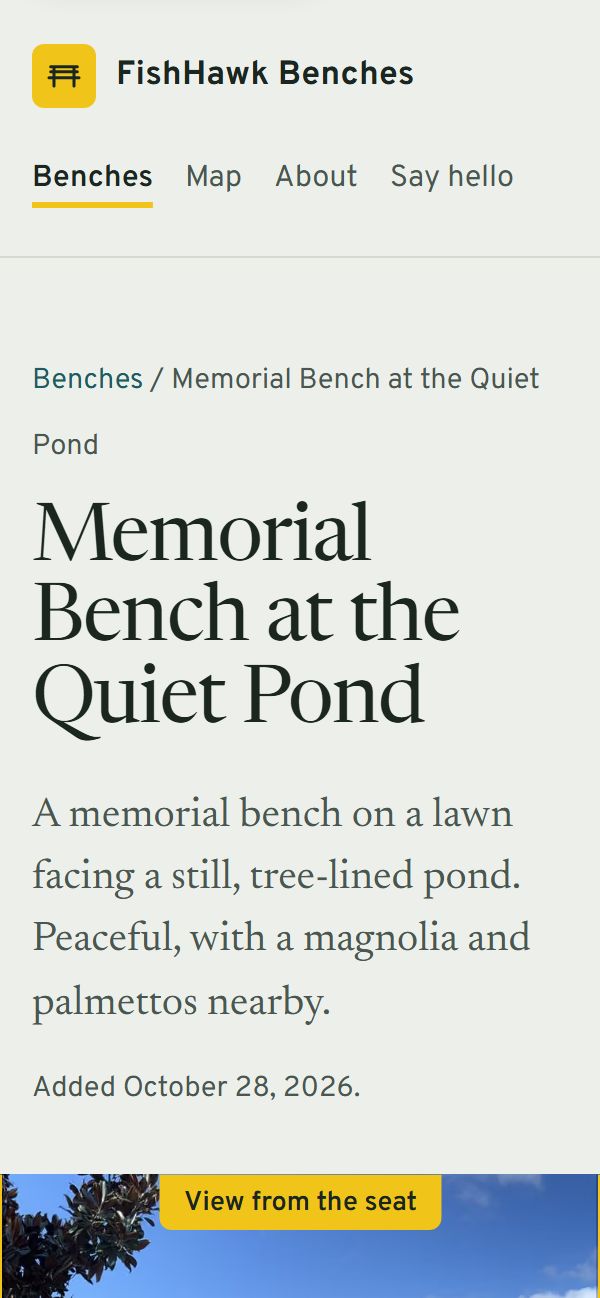 FishHawk Benches
Benches Map About Say hello
Benches / Memorial Bench at the Quiet
Pond
Memorial
Bench at the
Quiet Pond
A memorial bench on a lawn
facing a still, tree-lined pond.
Peaceful, with a magnolia and
palmettos nearby.
Added October 28, 2026.
View from the seat